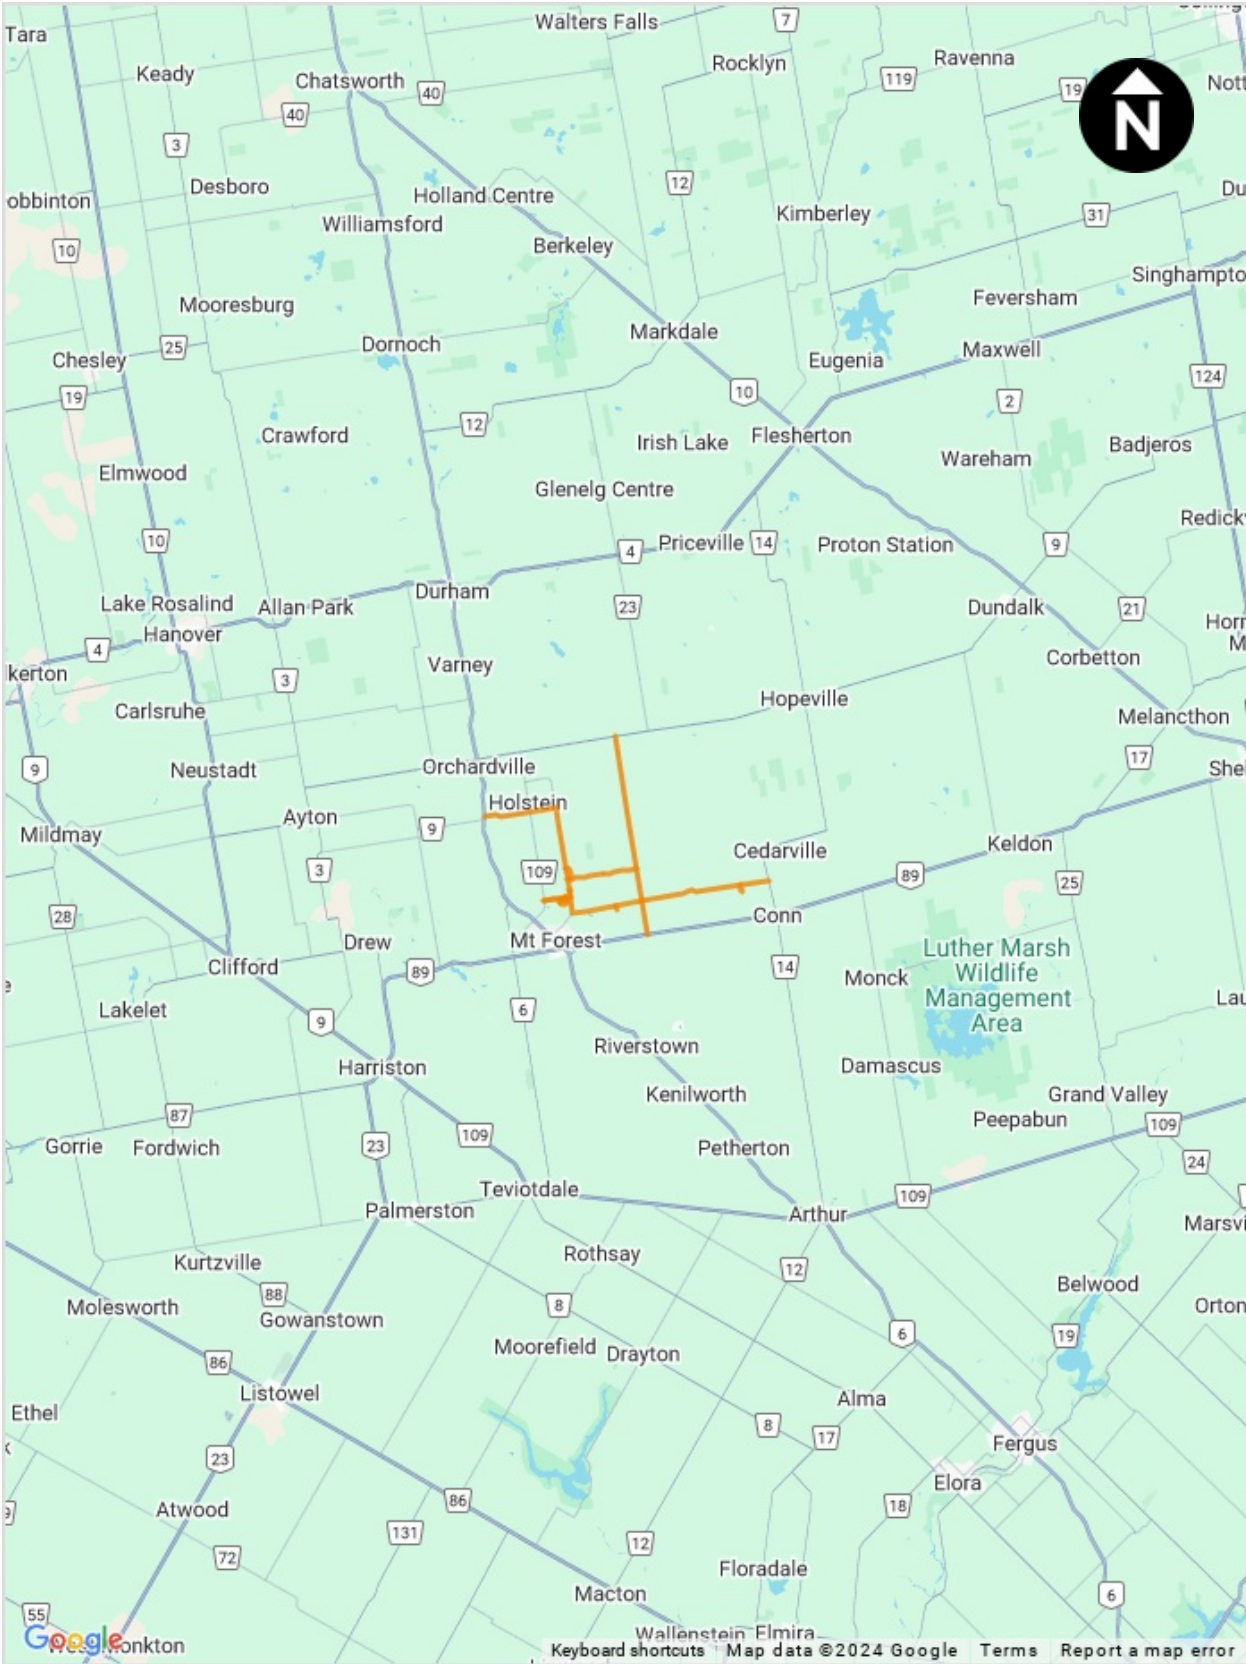 Walters Falls
7
Tara
Rocklyn
Ravenna
Keady
Chatsworth
40
119
19
N
40
3
12
Desboro
Holland Centre
31
Williamsford
Kimberley
10
Berkeley
Feversham
Mooresburg
Markdale
Maxwell
25
Dornoch
Eugenia
Chesley
124
19
10
2
12
Crawford
Irish Lake
Flesherton
Badjeros
Wareham
Elmwood
Glenelg Centre
10
4
Priceville
14
Proton Station
9
Durham
Lake Rosalind
Allan Park
23
Dundalk
21
Hanover
4
Varney
Corbetton
3
Carlsruhe
Hopeville
Melancthon
9
Neustadt
Orchardville
17
Holstein
Ayton
9
Mildmay
Keldon
Cedarville
3
109
89
25
28
Conn
Mt Forest
Drew
Luther Marsh
Wildlife
Management
Area
Clifford
89
14
Monck
Lakelet
6
9
Riverstown
Harriston
Damascus
Kenilworth
Grand Valley
87
Peepabun
109
Gorrie
Fordwich
23
109
Petherton
24
Teviotdale
109
Palmerston
Arthur
Rothsay
Kurtzville
12
Belwood
88
Molesworth
8
Orton
Gowanstown
6
19
Moorefield
Drayton
86
Listowel
Alma
Ethel
8
17
Fergus
23
Elora
86
18
Atwood
131
12
72
Floradale
Macton
6
55
Wallenstein
Elmira
Google
Keyboard shortcuts
Map data ©2024 Google
Terms
Report a map error